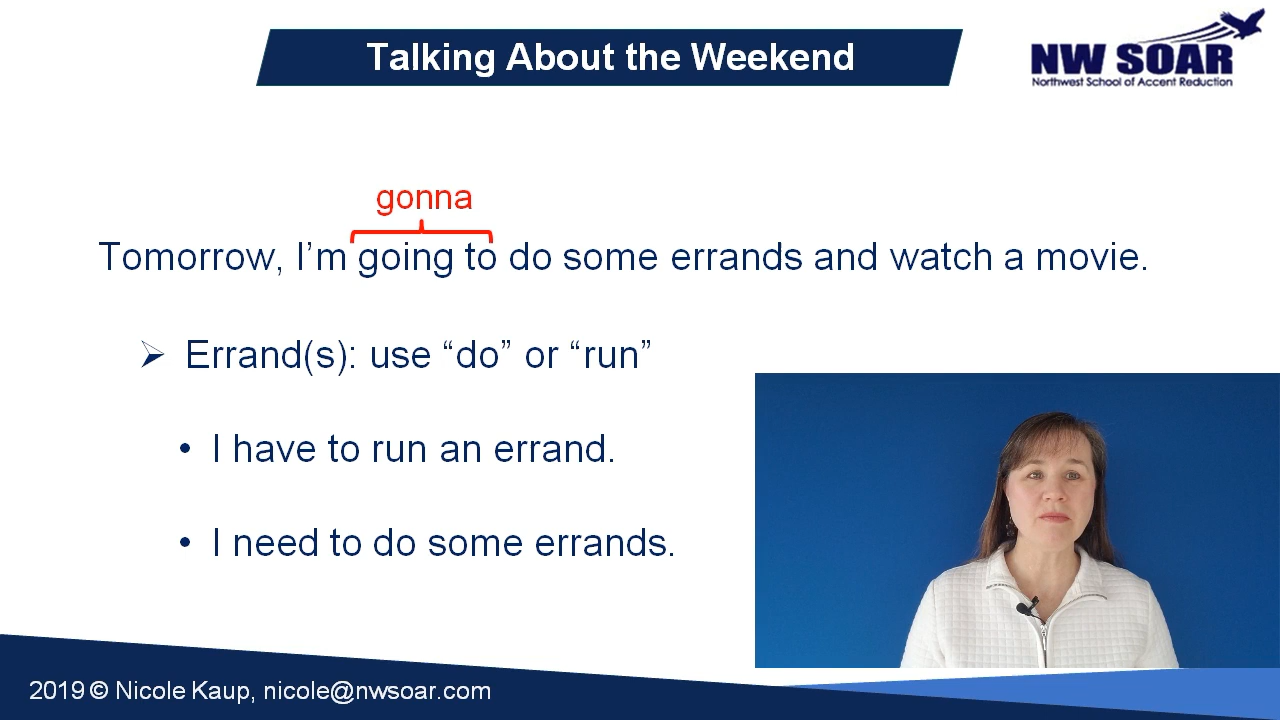 Talking About the Weekend
NW SOAR
Northwest School of Accent Reduction
gonna
Tomorrow, I’m going to do some errands and watch a movie.
➢ Errand(s): use “do” or “run”
• I have to run an errand.
• I need to do some errands.
2019 © Nicole Kaup, nicole@nwsoar.com